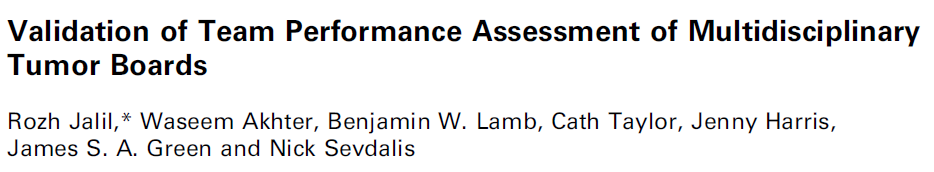 Validation of Team Performance Assessment of Multidisciplinary
Tumor Boards
Rozh Jalil,* Waseem Akhter, Benjamin W. Lamb, Cath Taylor, Jenny Harris,
James S. A. Green and Nick Sevdalis